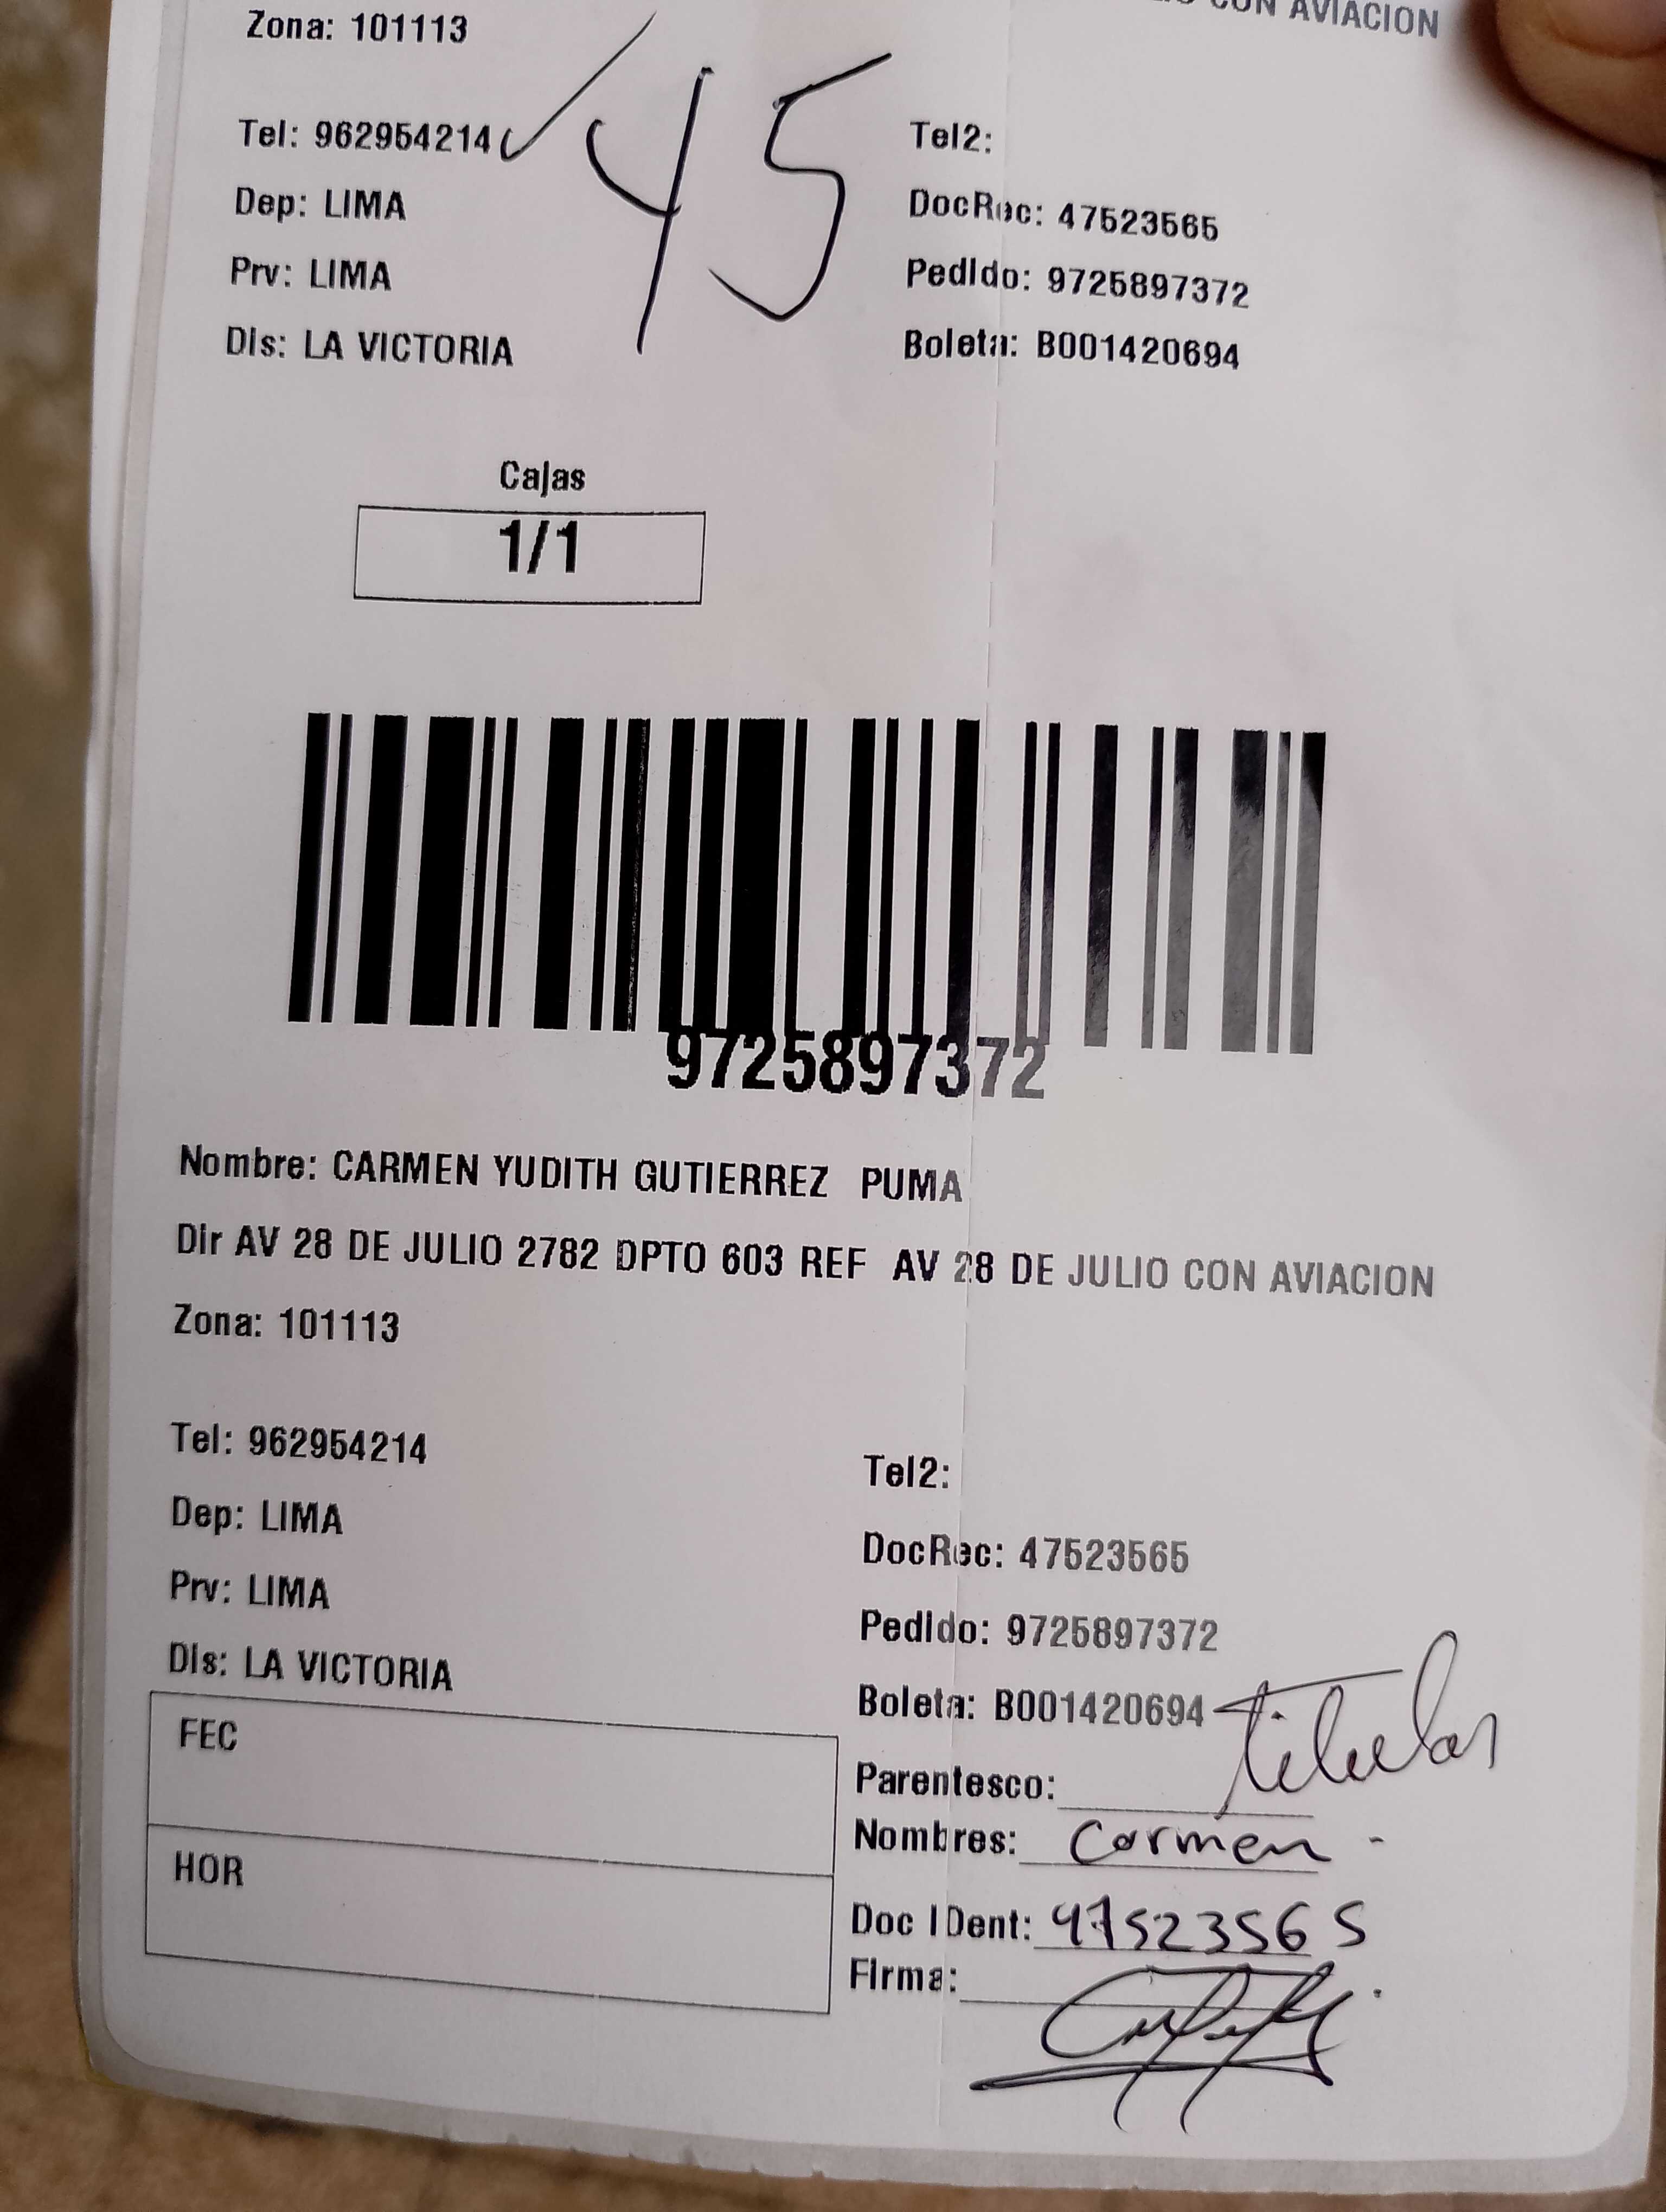 CON AVIACION
Zona: 101113
Tel: 962954214
45
Tel2:
Dep: LIMA
DocRec: 47523565
Prv: LIMA
Pedido: 9725897372
Dis: LA VICTORIA
Boleta: B001420694
Cajas
1/1
9725897372
Nombre: CARMEN YUDITH GUTIERREZ PUMA
Dir AV 28 DE JULIO 2782 DPTO 603 REF AV 28 DE JULIO CON AVIACION
Zona: 101113
Tel: 962954214
Tel2:
Dep: LIMA
DocRec: 47523565
Prv: LIMA
Pedido: 9725897372
Dis: LA VICTORIA
Boleta: B001420694
FEC
HOR
Parentesco: titular
Nombres: Carmen
Doc IDent: 47523565
Firma: